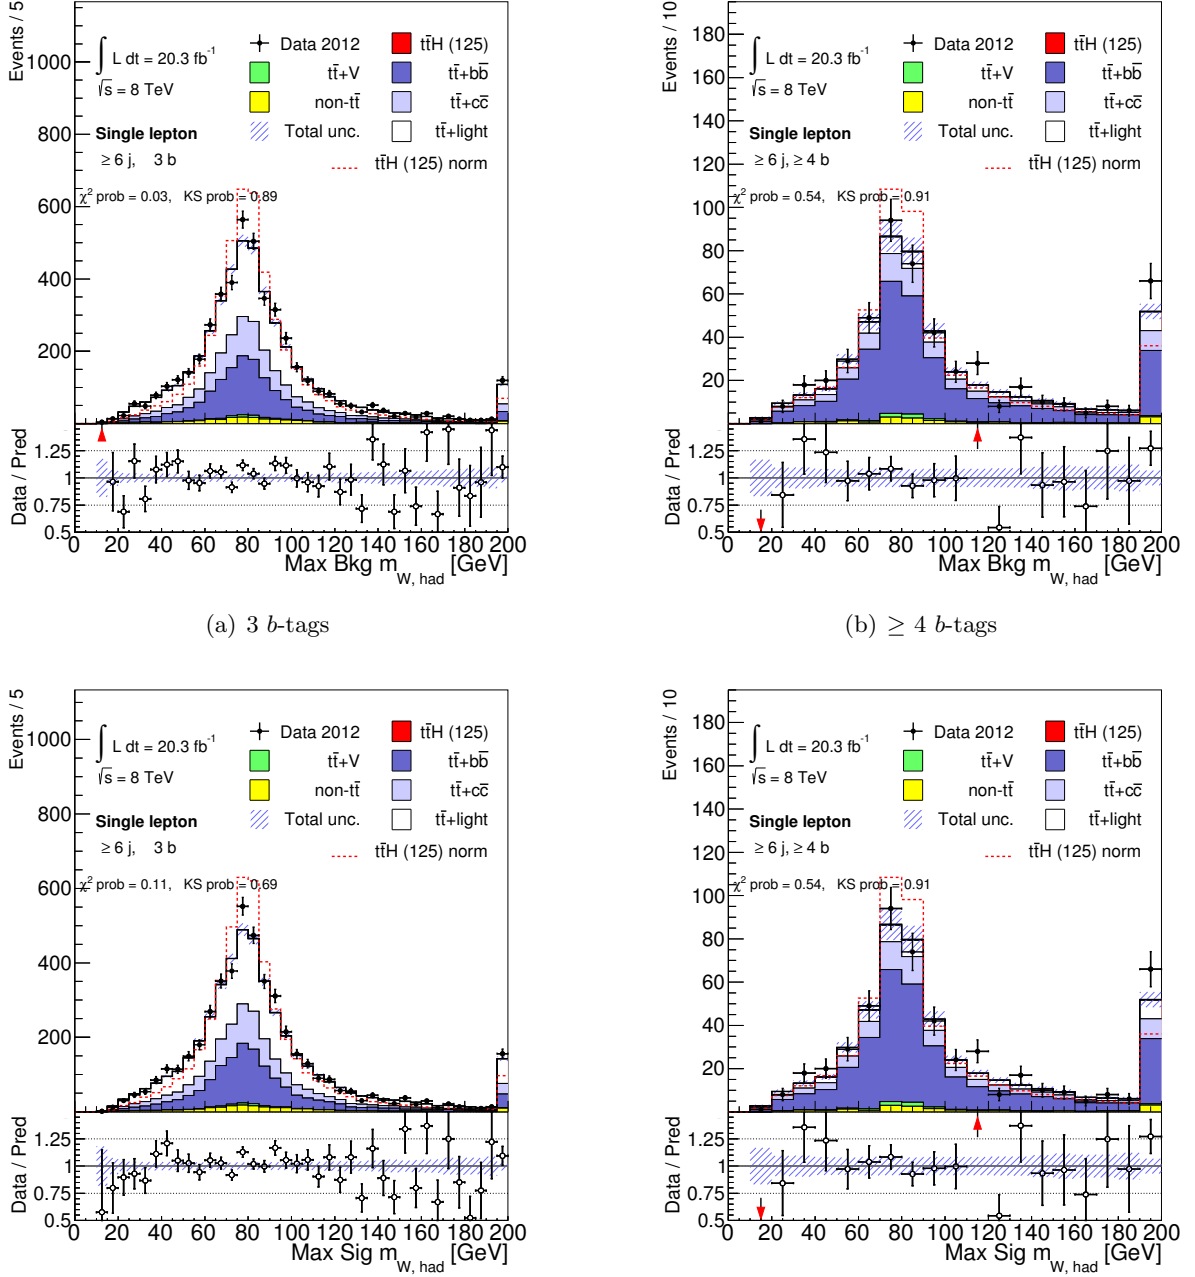 Events / 5
1000
800
600
400
200
∫ L dt = 20.3 fb⁻¹
√s = 8 TeV
Single lepton
≥ 6 j, 3 b
Data 2012
tt̄H (125)
tt̄+V
tt̄+bb̄
non-tt̄
tt̄+cc̄
Total unc.
tt̄+light
tt̄H (125) norm
χ² prob = 0.03, KS prob = 0.89
Data / Pred
1.25
1
0.75
0.5
0 20 40 60 80 100 120 140 160 180 200
Max Bkg m_W, had [GeV]
(a) 3 b-tags
Events / 10
180
160
140
120
100
80
60
40
20
∫ L dt = 20.3 fb⁻¹
√s = 8 TeV
Single lepton
≥ 6 j, ≥ 4 b
Data 2012
tt̄H (125)
tt̄+V
tt̄+bb̄
non-tt̄
tt̄+cc̄
Total unc.
tt̄+light
tt̄H (125) norm
χ² prob = 0.54, KS prob = 0.91
Data / Pred
1.25
1
0.75
0.5
0 20 40 60 80 100 120 140 160 180 200
Max Bkg m_W, had [GeV]
(b) ≥ 4 b-tags
Events / 5
1000
800
600
400
200
∫ L dt = 20.3 fb⁻¹
√s = 8 TeV
Single lepton
≥ 6 j, 3 b
Data 2012
tt̄H (125)
tt̄+V
tt̄+bb̄
non-tt̄
tt̄+cc̄
Total unc.
tt̄+light
tt̄H (125) norm
χ² prob = 0.11, KS prob = 0.69
Data / Pred
1.25
1
0.75
0.5
0 20 40 60 80 100 120 140 160 180 200
Max Sig m_W, had [GeV]
Events / 10
180
160
140
120
100
80
60
40
20
∫ L dt = 20.3 fb⁻¹
√s = 8 TeV
Single lepton
≥ 6 j, ≥ 4 b
Data 2012
tt̄H (125)
tt̄+V
tt̄+bb̄
non-tt̄
tt̄+cc̄
Total unc.
tt̄+light
tt̄H (125) norm
χ² prob = 0.54, KS prob = 0.91
Data / Pred
1.25
1
0.75
0.5
0 20 40 60 80 100 120 140 160 180 200
Max Sig m_W, had [GeV]